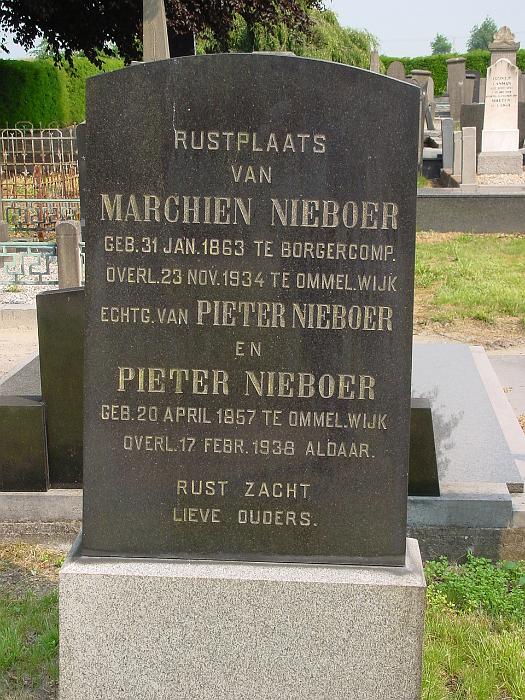 RUSTPLAATS
VAN
MARCHIEN NIEBOER
GEB. 31 JAN. 1863 TE BORGERCOMP.
OVERL. 23 NOV. 1934 TE OMMEL.WIJK
ECHTG. VAN PIETER NIEBOER
EN
PIETER NIEBOER
GEB. 20 APRIL 1857 TE OMMEL.WIJK
OVERL. 17 FEBR. 1938 ALDAAR.
RUST ZACHT
LIEVE OUDERS.